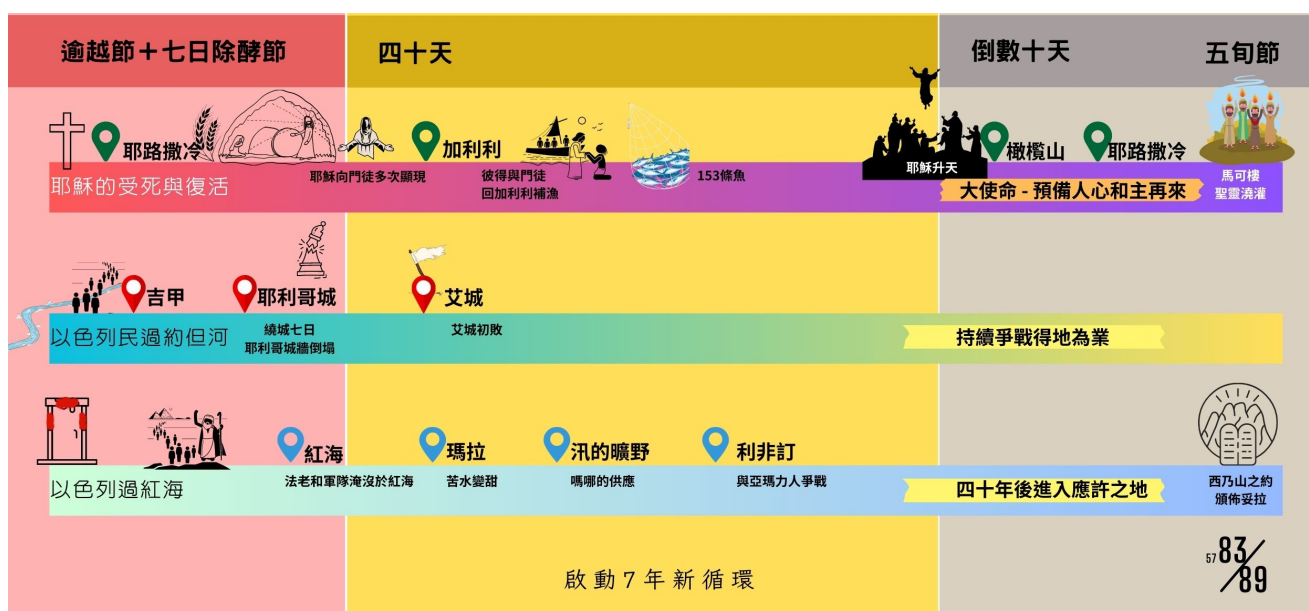 逾越節＋七日除酵節
四十天
倒數十天
五旬節
耶路撒冷
加利利
橄欖山
耶路撒冷
耶穌升天
耶穌的受死與復活
耶穌向門徒多次顯現
彼得與門徒
回加利利補漁
153條魚
大使命 - 預備人心和主再來
馬可樓
聖靈澆灌
吉甲
耶利哥城
艾城
以色列民過約但河
繞城七日
耶利哥城牆倒塌
艾城初敗
持續爭戰得地為業
紅海
瑪拉
汛的曠野
利非訂
以色列過紅海
法老和軍隊淹沒於紅海
苦水變甜
嗎哪的供應
與亞瑪力人爭戰
四十年後進入應許之地
西乃山之約
頒佈妥拉
啟動7年新循環
57 83/89